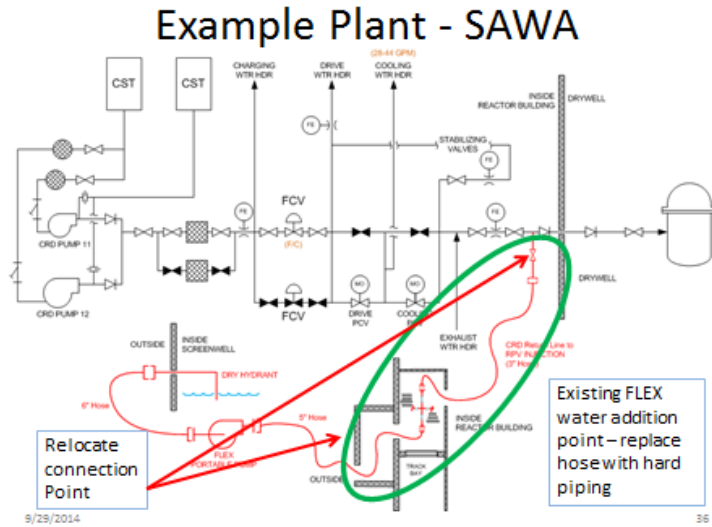 Example Plant - SAWA
(28-44 GPM)
CHARGING
WTR HDR
DRIVE
WTR HDR
COOLING
WTR HDR
CST
CST
INSIDE
REACTOR BUILDING
DRYWELL
FE
STABILIZING
VALVES
FE
FE
FCV
FE
(F/C)
CRD PUMP 11
CRD PUMP 12
FCV
MO
MO
DRIVE
PCV
DRYWELL
EXHAUST
WTR HDR
OUTSIDE
INSIDE
SCREENWELL
CRD Return Line to
RPV INJECTION
(3" Hose)
DRY HYDRANT
6" Hose
5" Hose
FLEX
PORTABLE PUMP
INSIDE
REACTOR BUILDING
TRACK
BAY
OUTSIDE
Relocate
connection
Point
Existing FLEX
water addition
point – replace
hose with hard
piping
9/29/2014
36